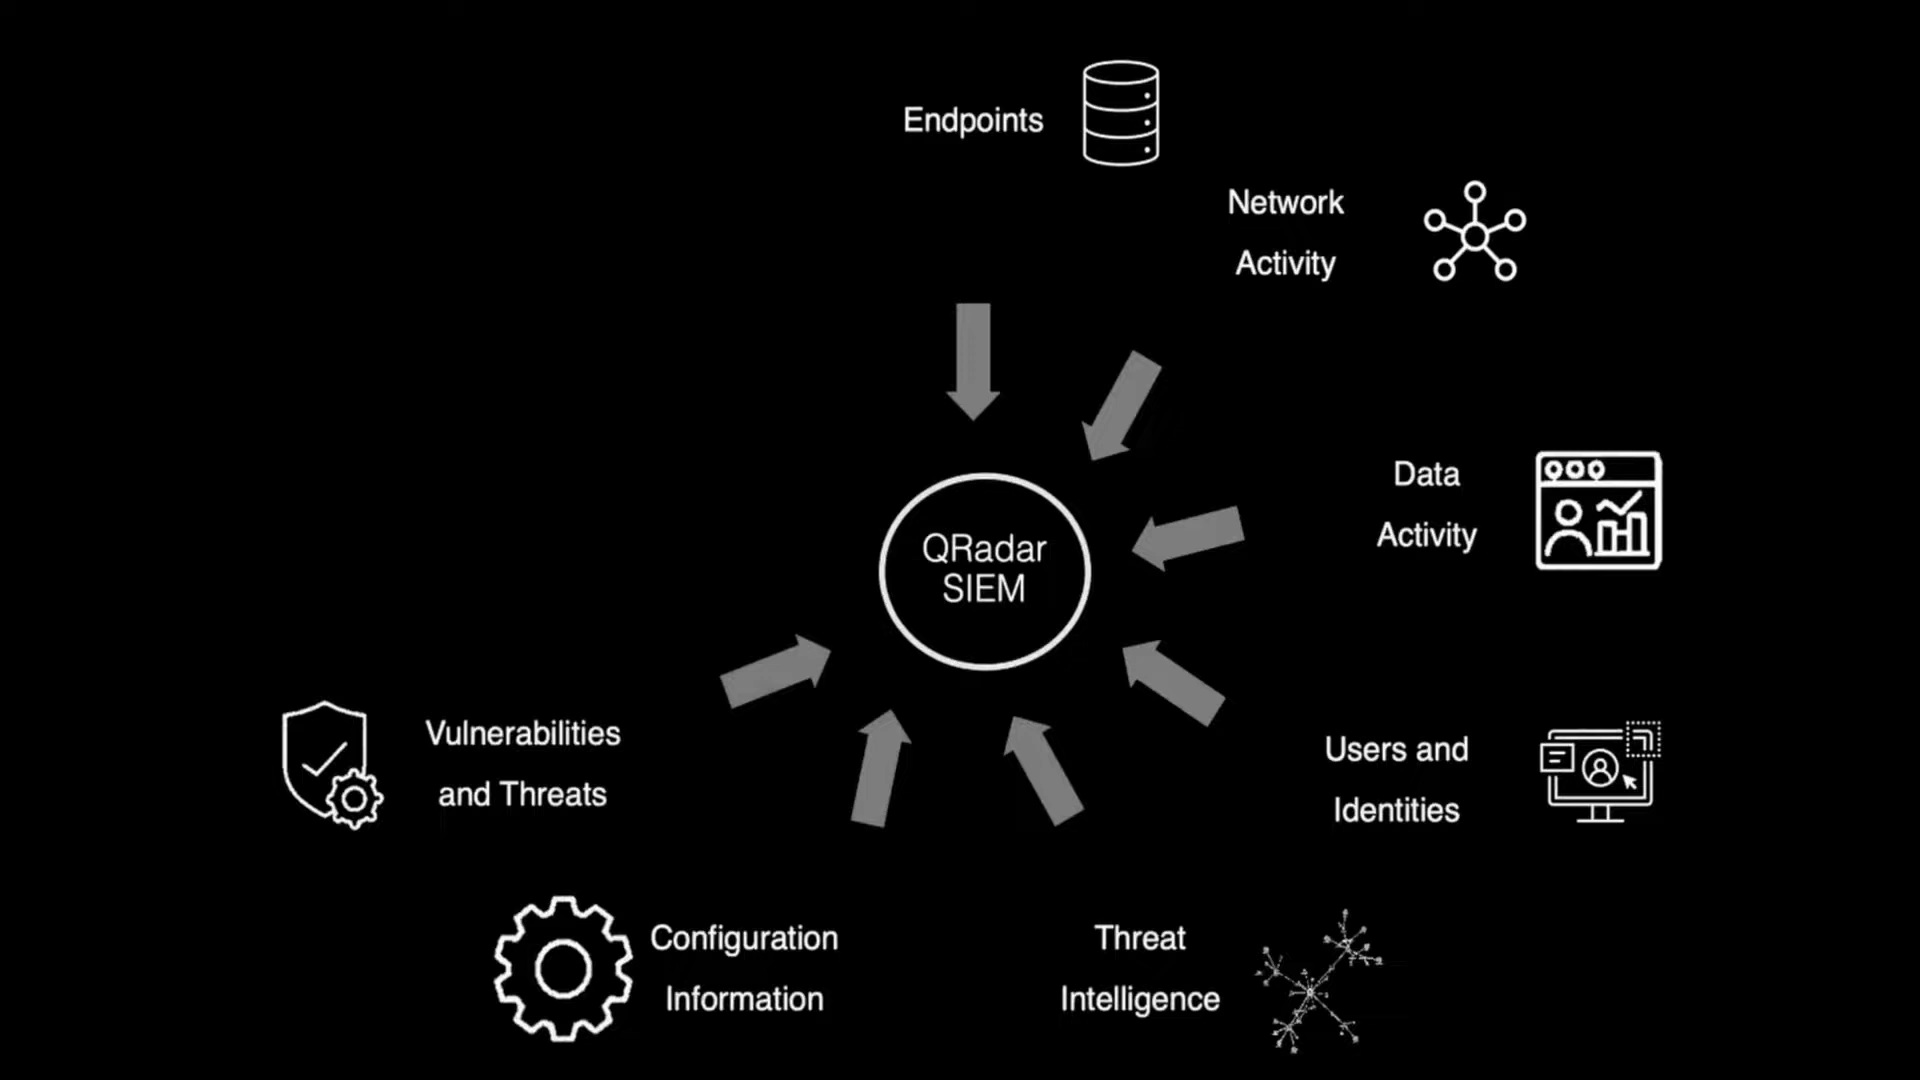 Endpoints
Network
Activity
Data
Activity
QRadar
SIEM
Vulnerabilities
and Threats
Users and
Identities
Configuration
Information
Threat
Intelligence